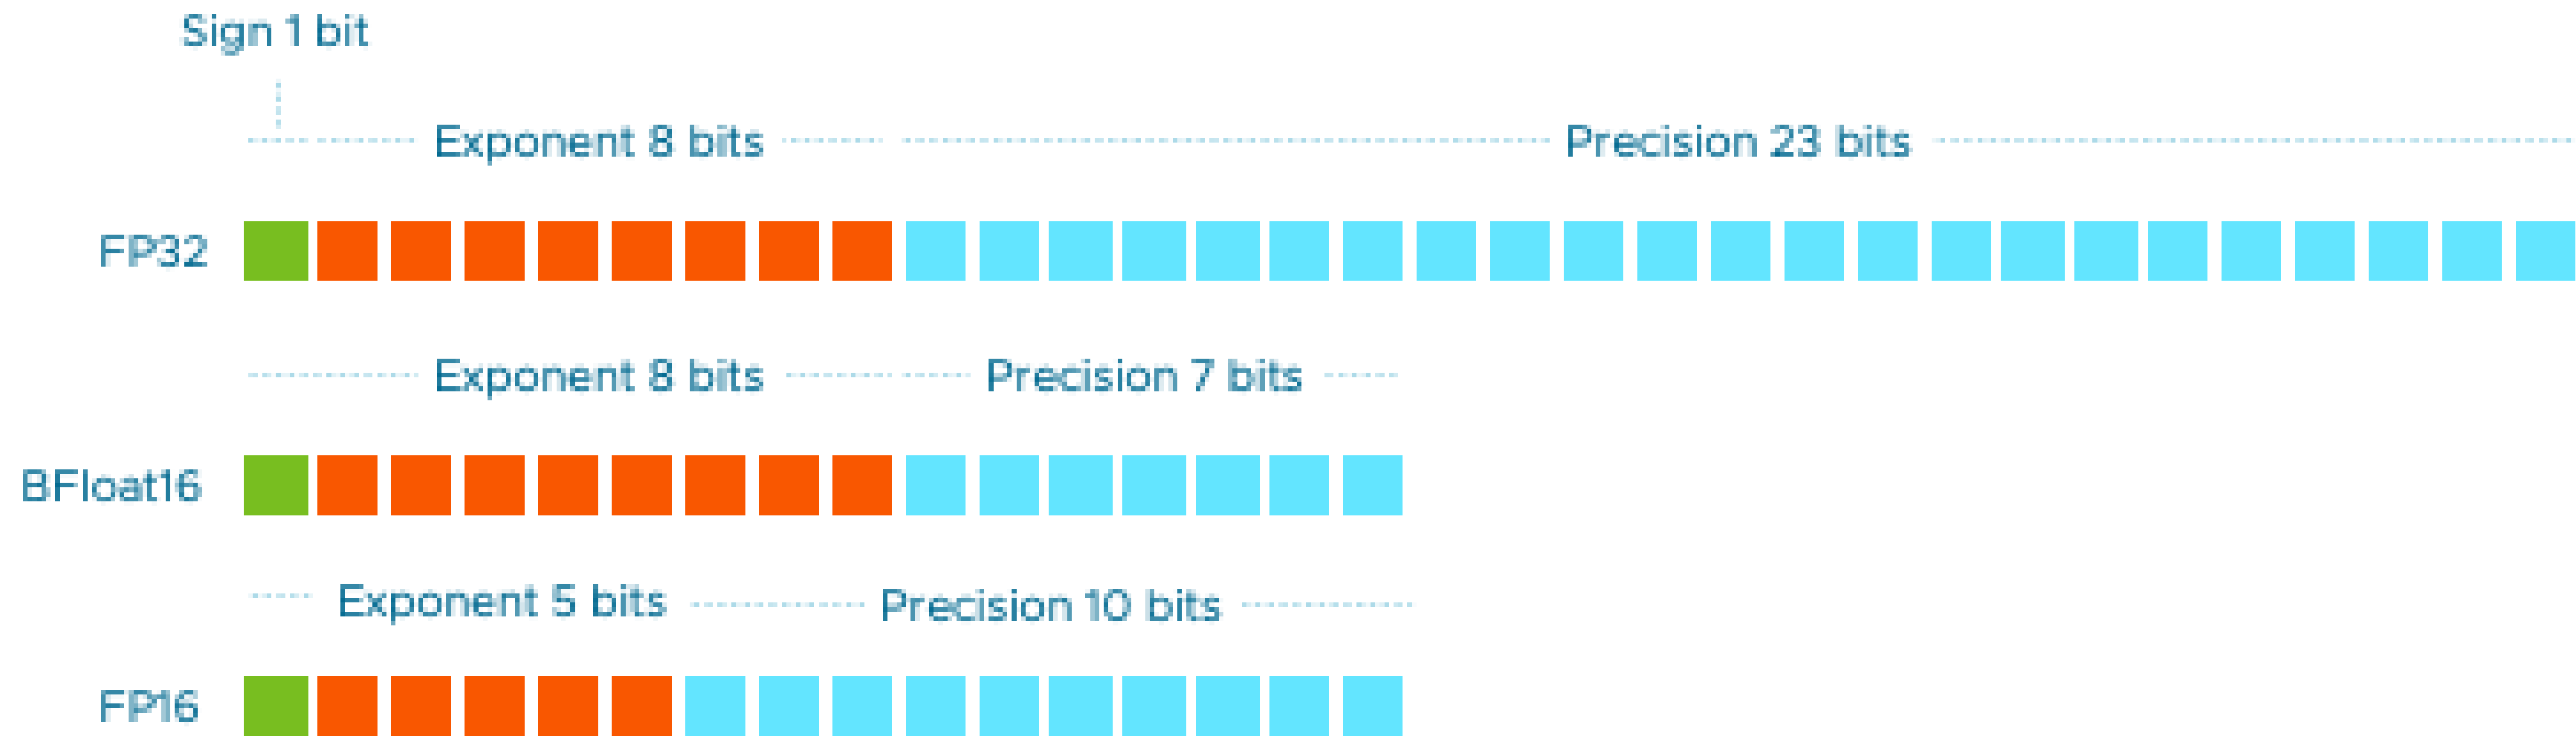 Sign 1 bit
Exponent 8 bits Precision 23 bits
FP32
Exponent 8 bits Precision 7 bits
BFloat16
Exponent 5 bits Precision 10 bits
FP16